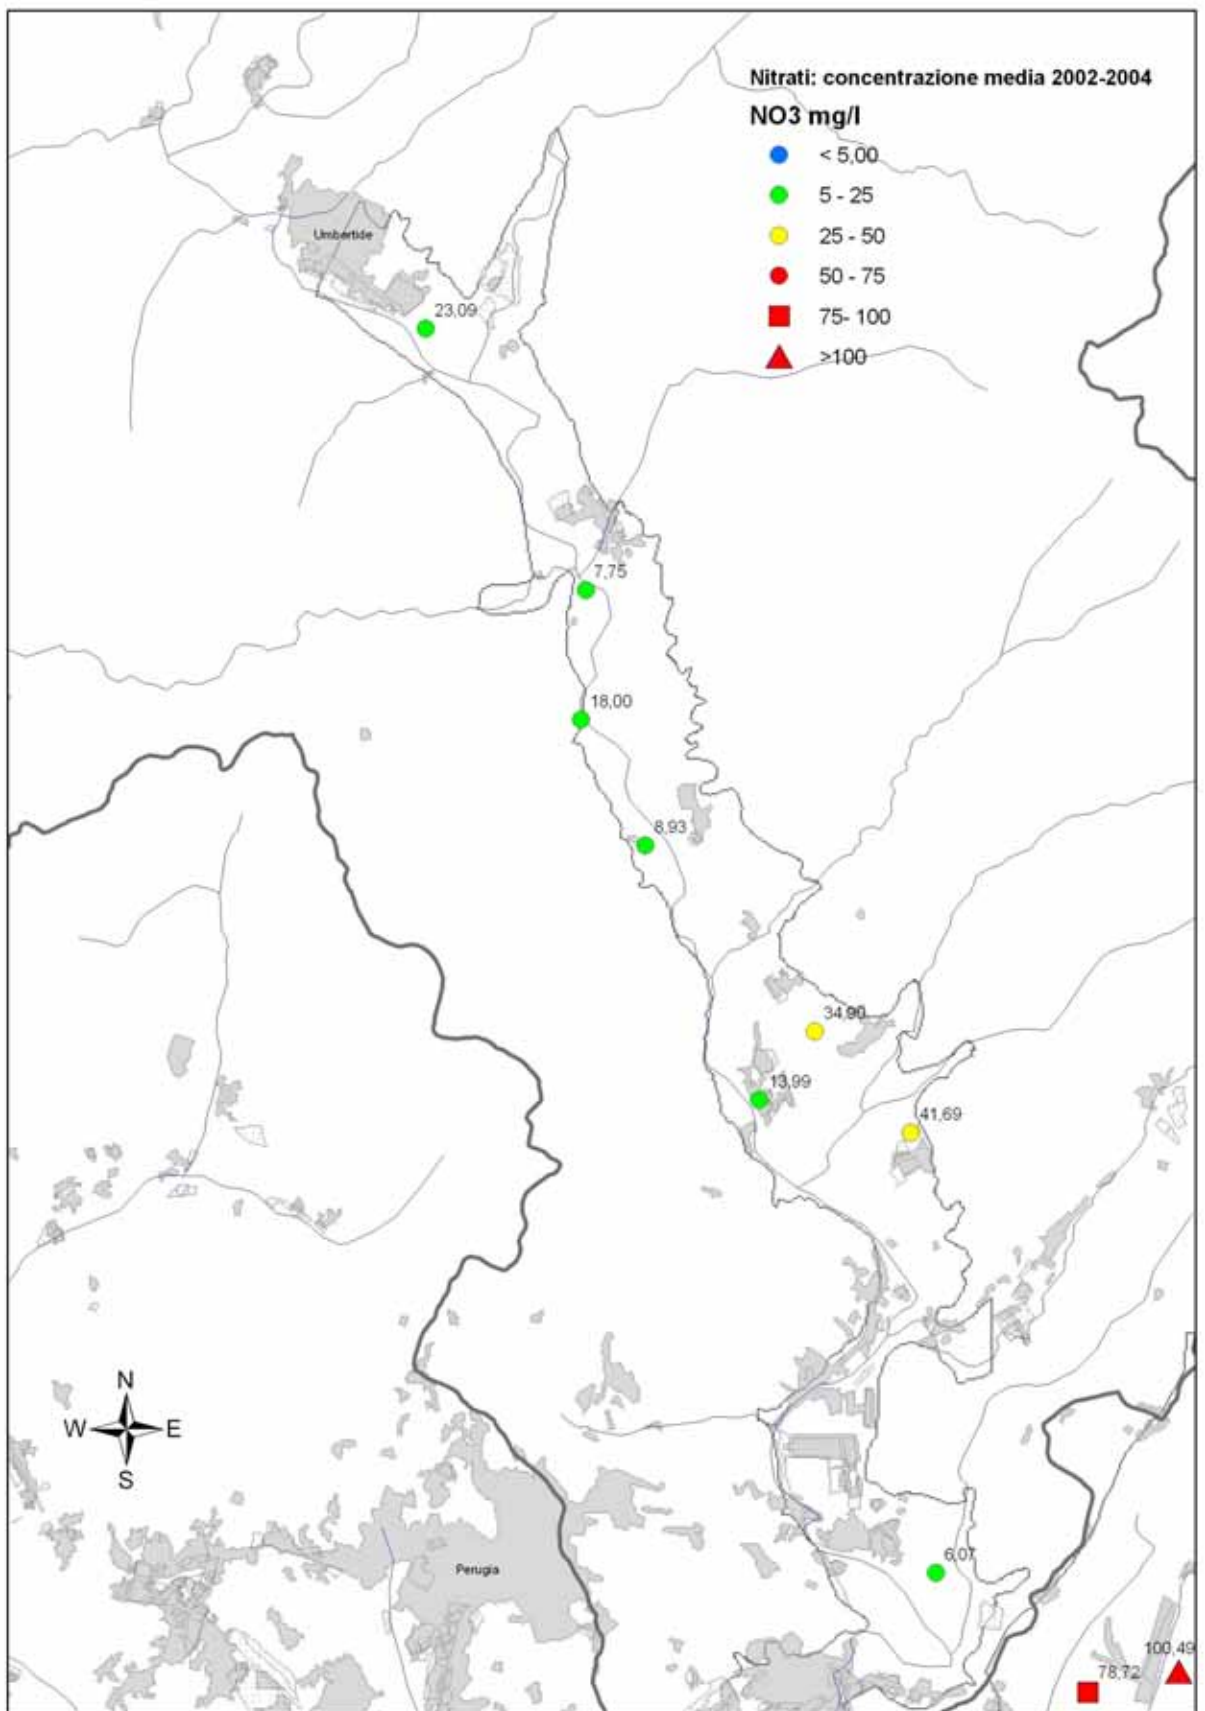 Nitrati: concentrazione media 2002-2004
NO3 mg/l
< 5,00
5 - 25
25 - 50
50 - 75
75- 100
>100
Umbertide
23,09
7,75
18,00
8,93
34,90
13,99
41,69
N
W E
S
Perugia
6,07
100,49
78,72